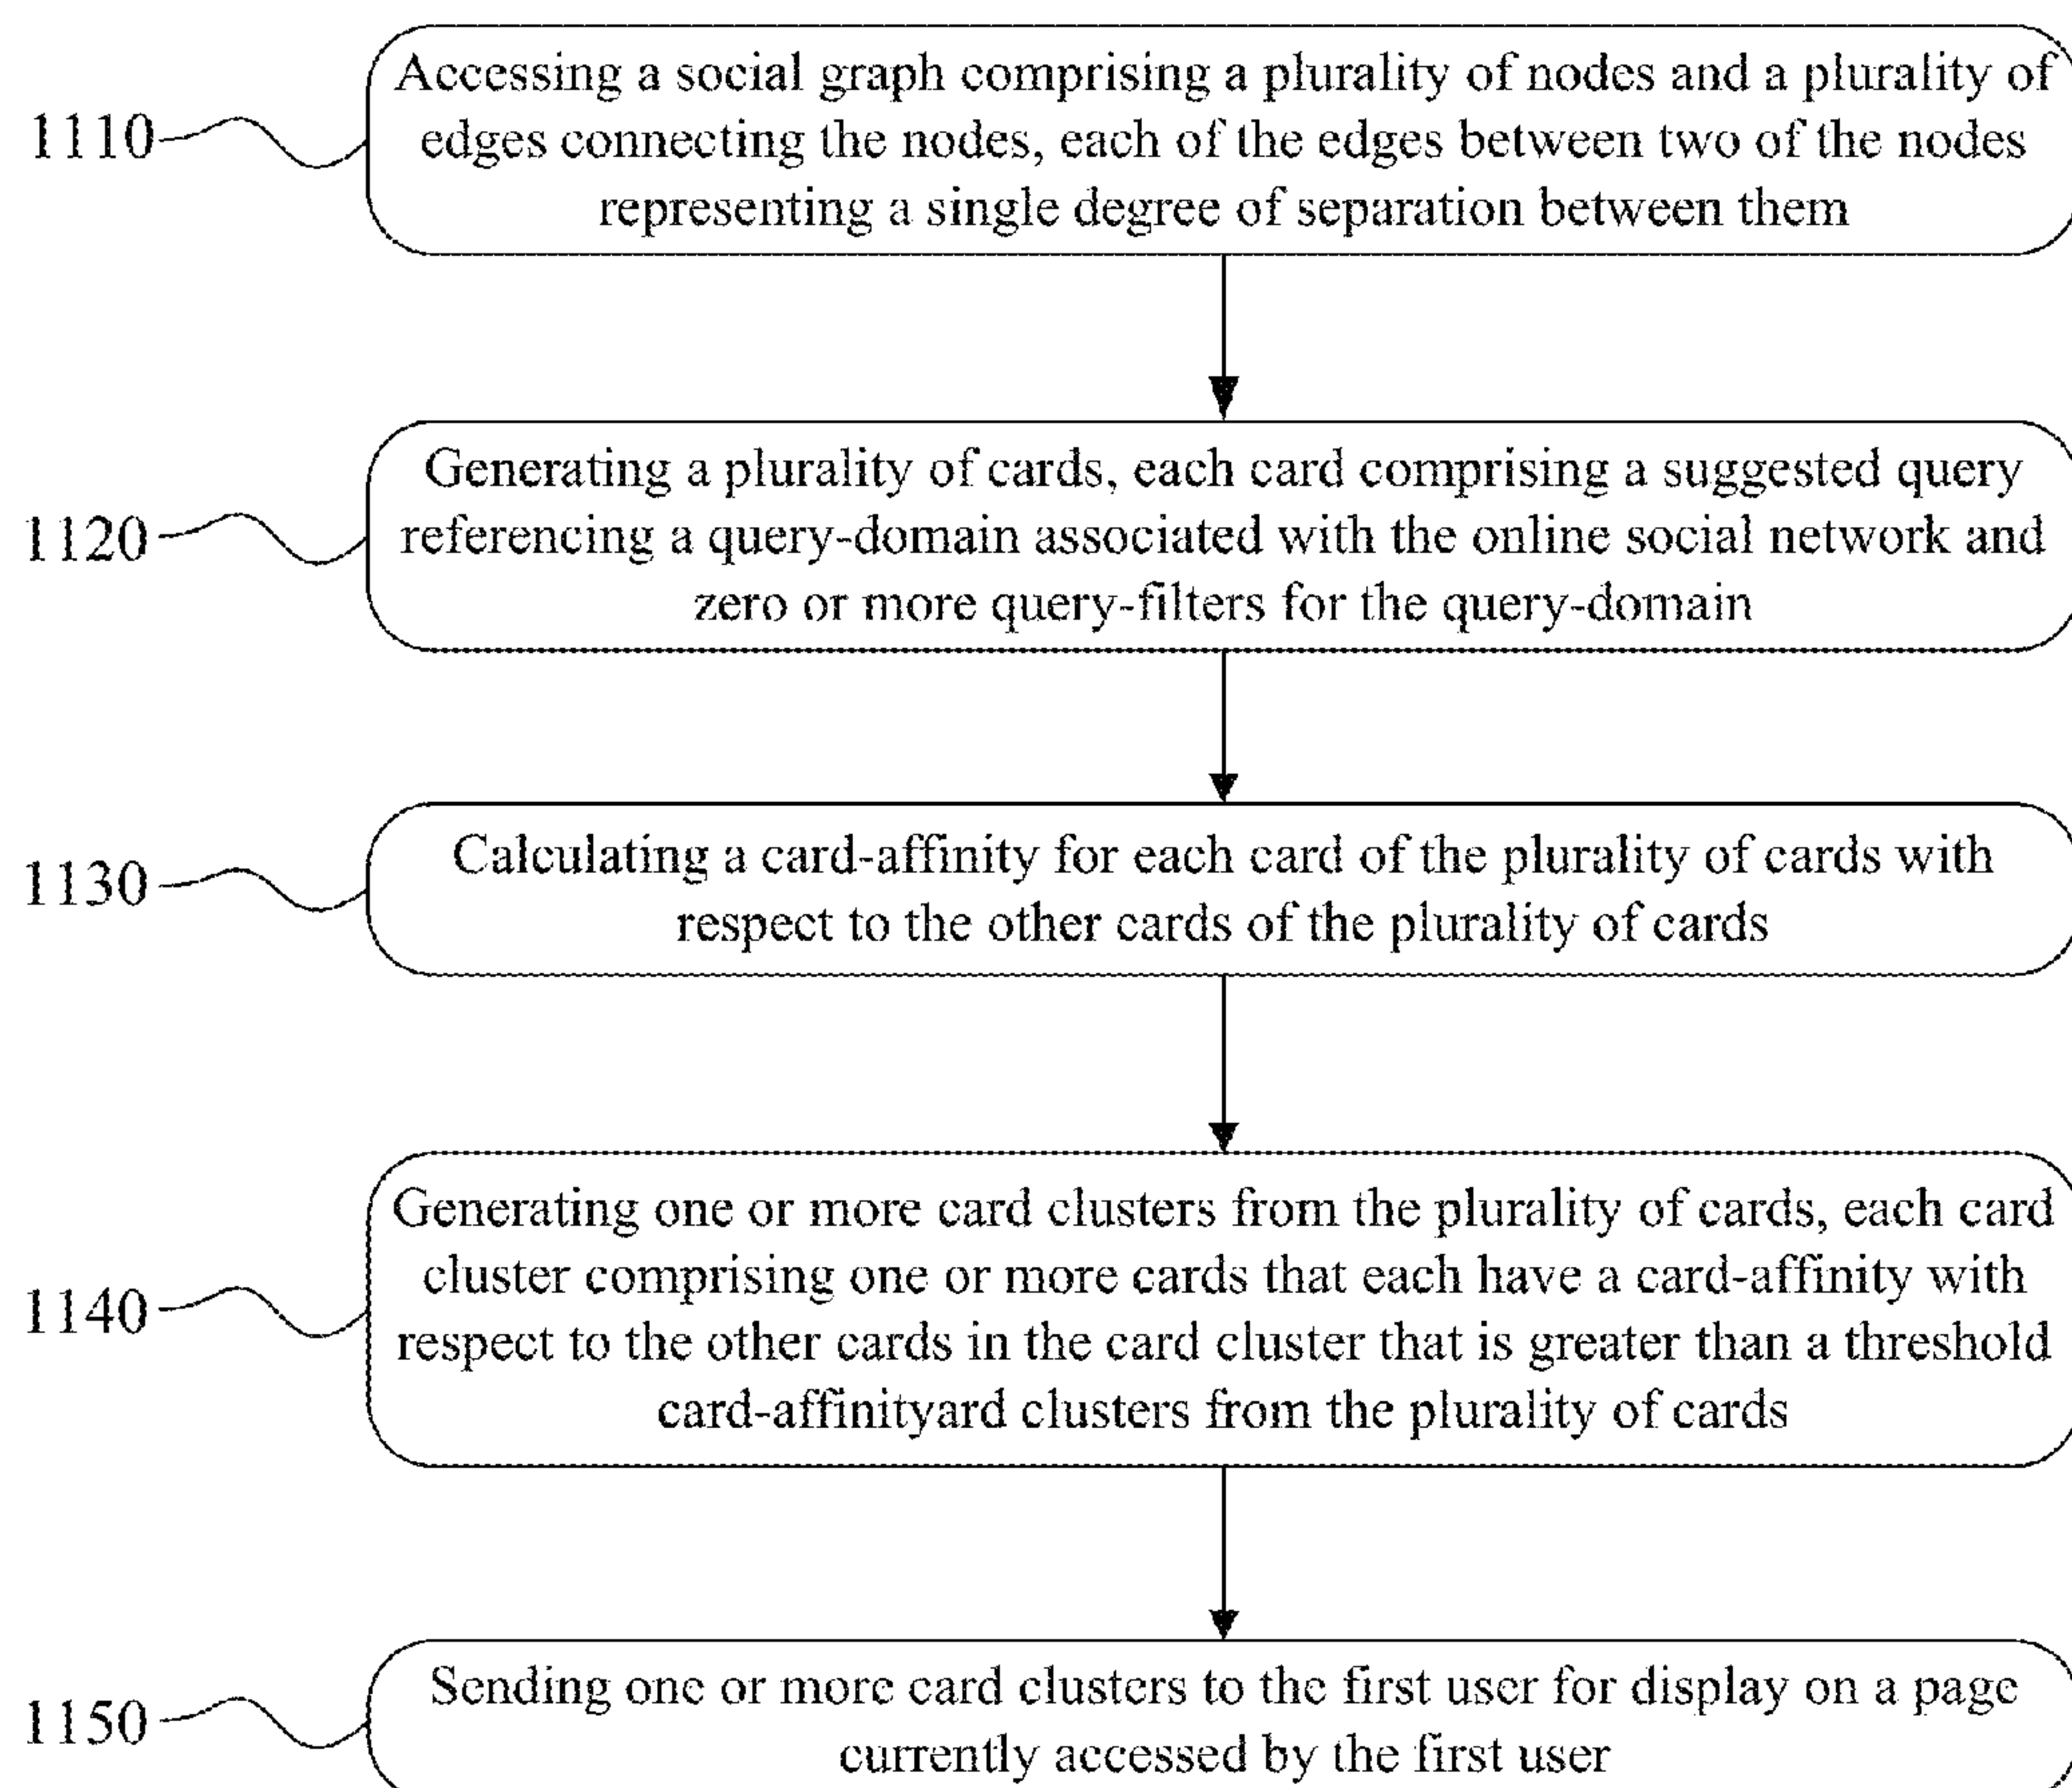 Accessing a social graph comprising a plurality of nodes and a plurality of
1110
edges connecting the nodes, each of the edges between two of the nodes
representing a single degree of separation between them
Generating a plurality of cards, each card comprising a suggested query
1120
referencing a query-domain associated with the online social network and
zero or more query-filters for the query-domain
Calculating a card-affinity for each card of the plurality of cards with
1130
respect to the other cards of the plurality of cards
Generating one or more card clusters from the plurality of cards, each card
cluster comprising one or more cards that each have a card-affinity with
1140
respect to the other cards in the card cluster that is greater than a threshold
card-affinityard clusters from the plurality of cards
Sending one or more card clusters to the first user for display on a page
1150
currently accessed by the first user